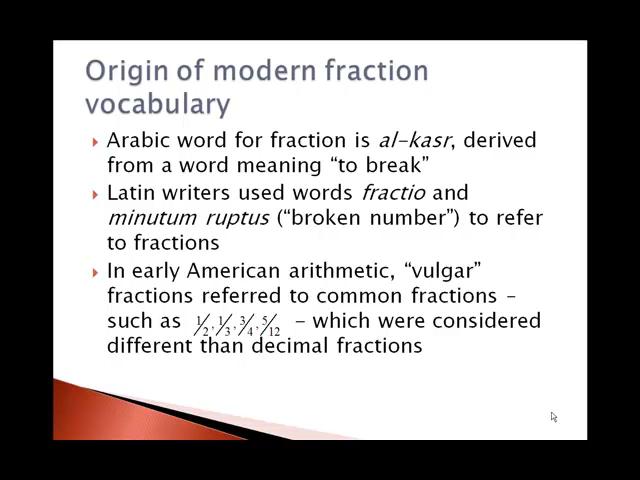 Origin of modern fraction
vocabulary
Arabic word for fraction is al-kasr, derived
from a word meaning “to break”
Latin writers used words fractio and
minutum ruptus (“broken number”) to refer
to fractions
In early American arithmetic, “vulgar”
fractions referred to common fractions –
such as 1/2, 1/3, 3/4, 5/12 – which were considered
different than decimal fractions